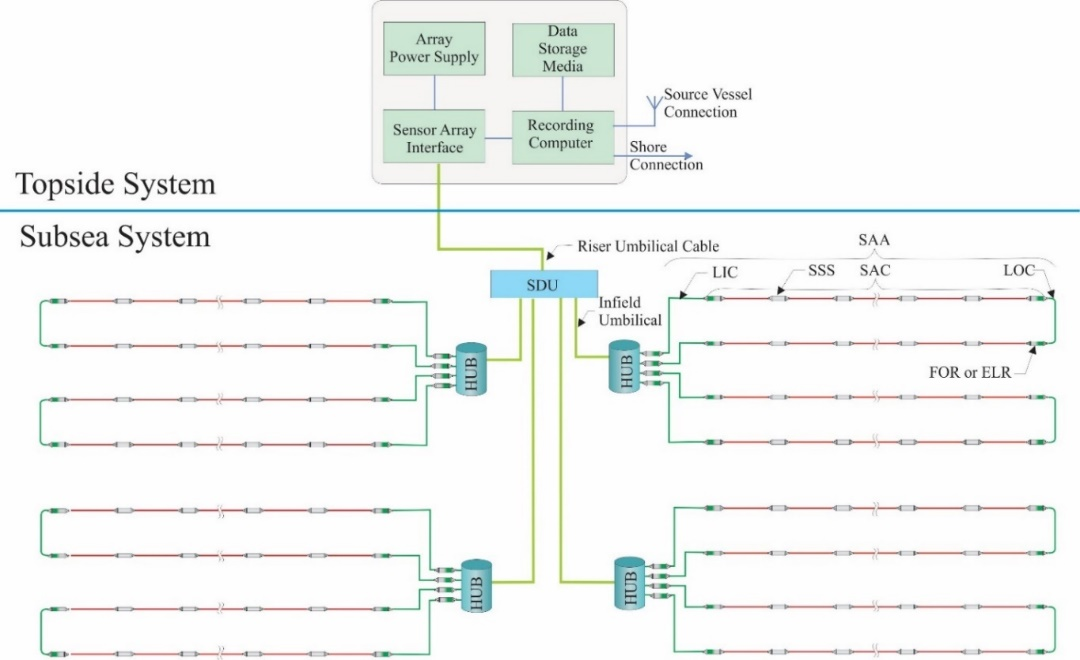 Array
Power Supply
Data
Storage
Media
Sensor Array
Interface
Recording
Computer
Source Vessel
Connection
Shore
Connection
Topside System
Subsea System
Riser Umbilical Cable
SDU
Infield
Umbilical
SAA
LIC
SSS
SAC
LOC
FOR or ELR
HUB
HUB
HUB
HUB